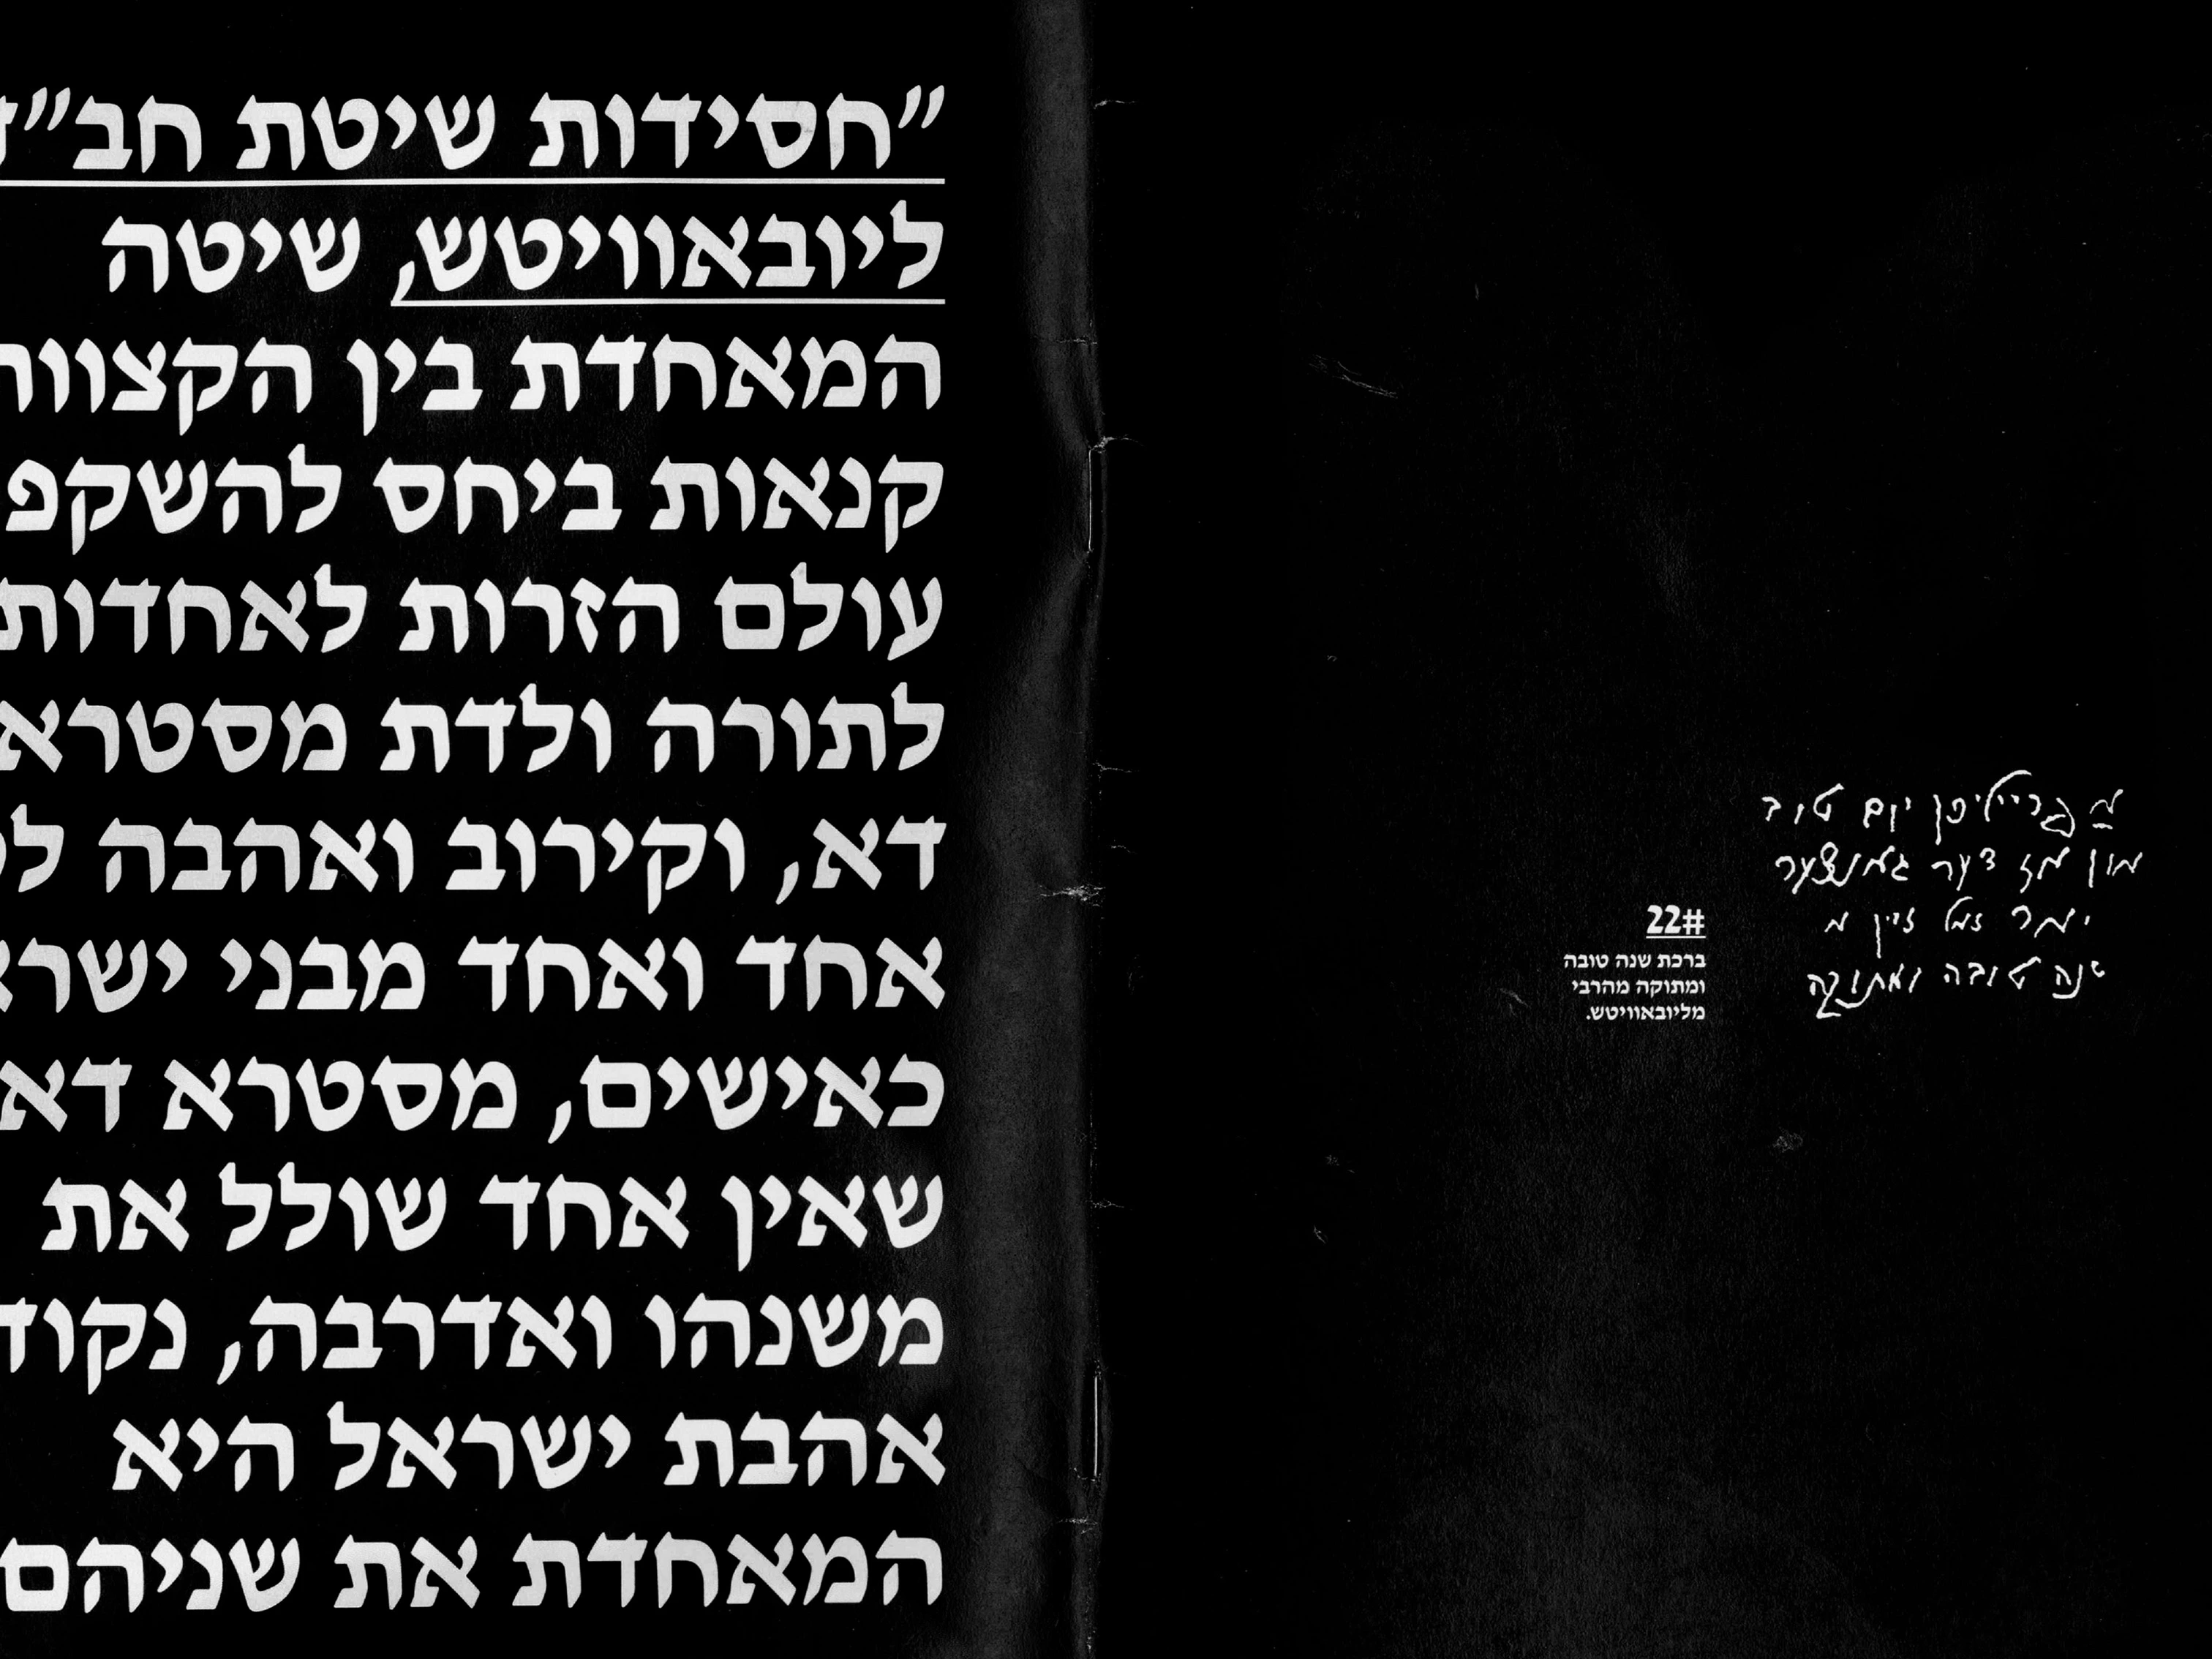 א פרייליכן יום טוב
און אז דער גאנצער
יאר זאל זיין א
שנה טובה ומתוקה
#22
ברכת שנה טובה
ומתוקה מהרבי
מליובאוויטש.
״חסידות שיטת חב״ד
ליובאוויטש, שיטה
המאחדת בין הקצוות
קנאות ביחס להשקפ
עולם הזרות לאחדות
לתורה ולדת מסטרא
דא, וקירוב ואהבה לכ
אחד ואחד מבני ישרא
כאישים, מסטרא דא
שאין אחד שולל את
משנהו ואדרבה, נקוד
אהבת ישראל היא
המאחדת את שניהם